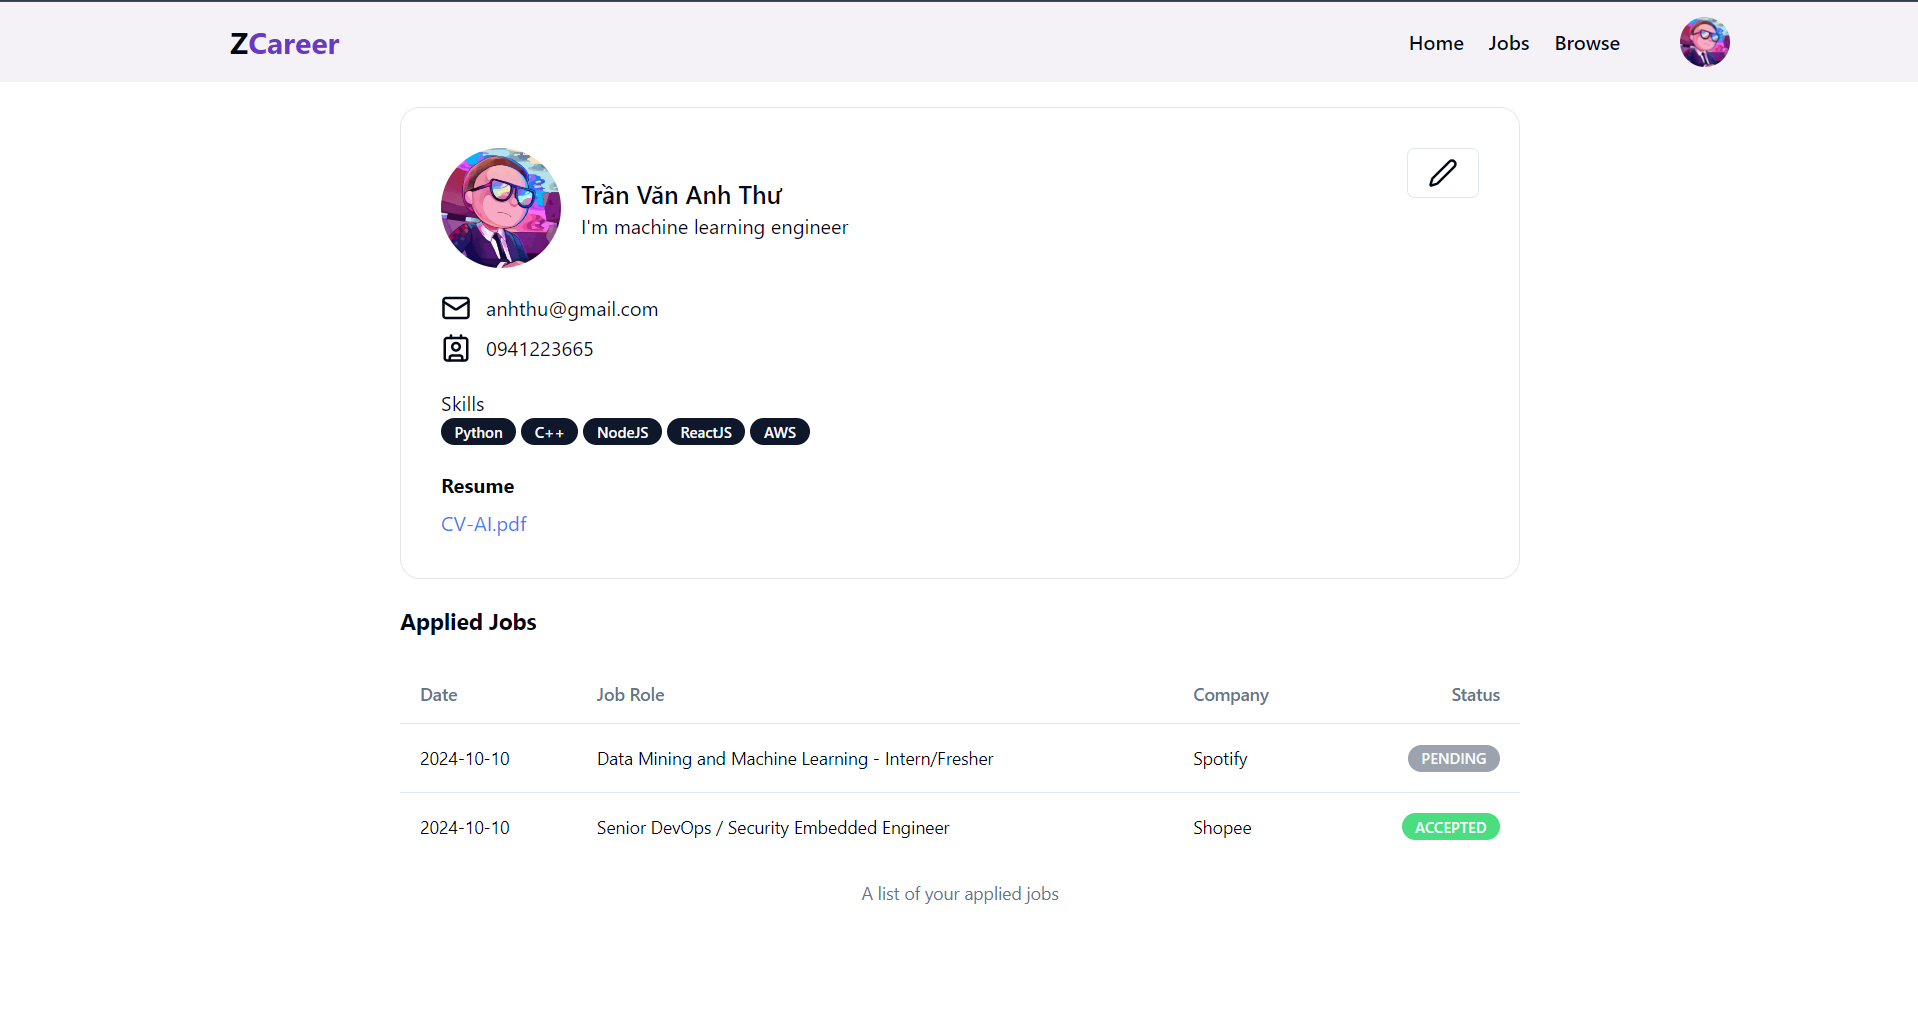 ZCareer
Home Jobs Browse
Trần Văn Anh Thư
I'm machine learning engineer
anhthu@gmail.com
0941223665
Skills
Python C++ NodeJS ReactJS AWS
Resume
CV-AI.pdf
Applied Jobs
Date Job Role Company Status
2024-10-10 Data Mining and Machine Learning - Intern/Fresher Spotify PENDING
2024-10-10 Senior DevOps / Security Embedded Engineer Shopee ACCEPTED
A list of your applied jobs